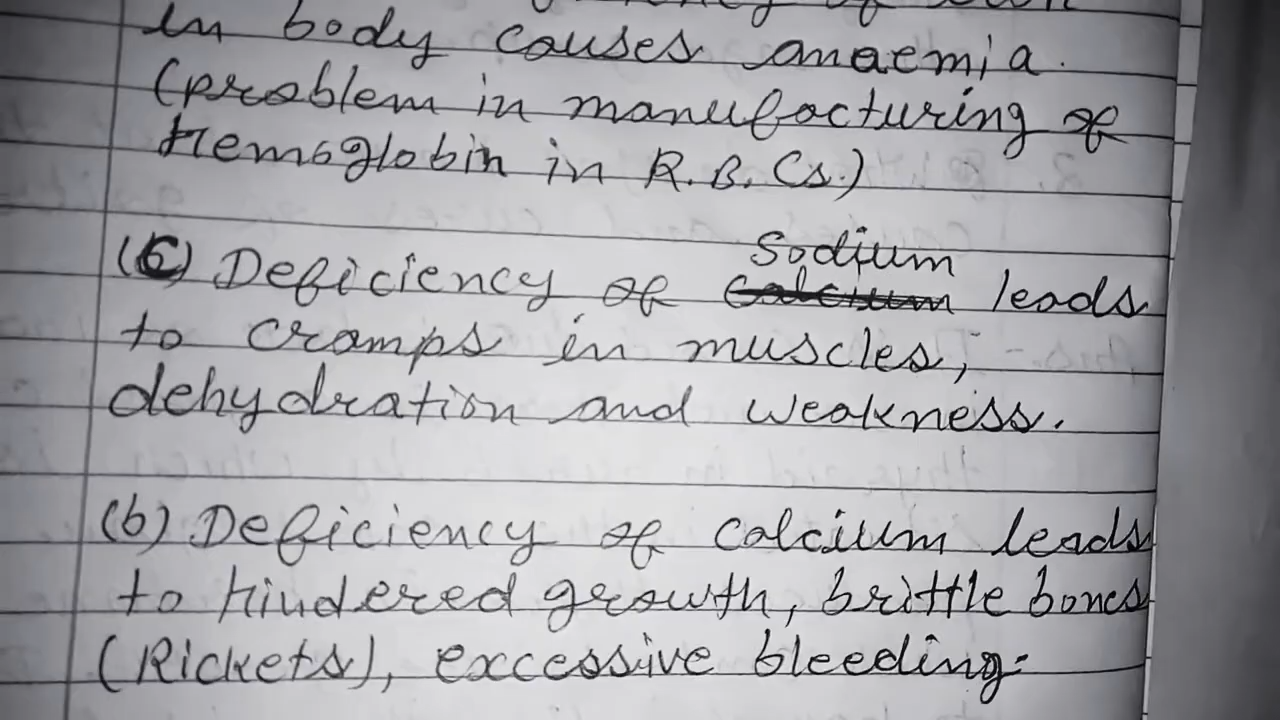 in body causes anaemia.
(problem in manufacturing of
Hemoglobin in R.B.Cs.)
(C) Deficiency of Sodium leads
to cramps in muscles,
dehydration and weakness.
(b) Deficiency of calcium leads
to hindered growth, brittle bones
(Rickets), excessive bleeding.